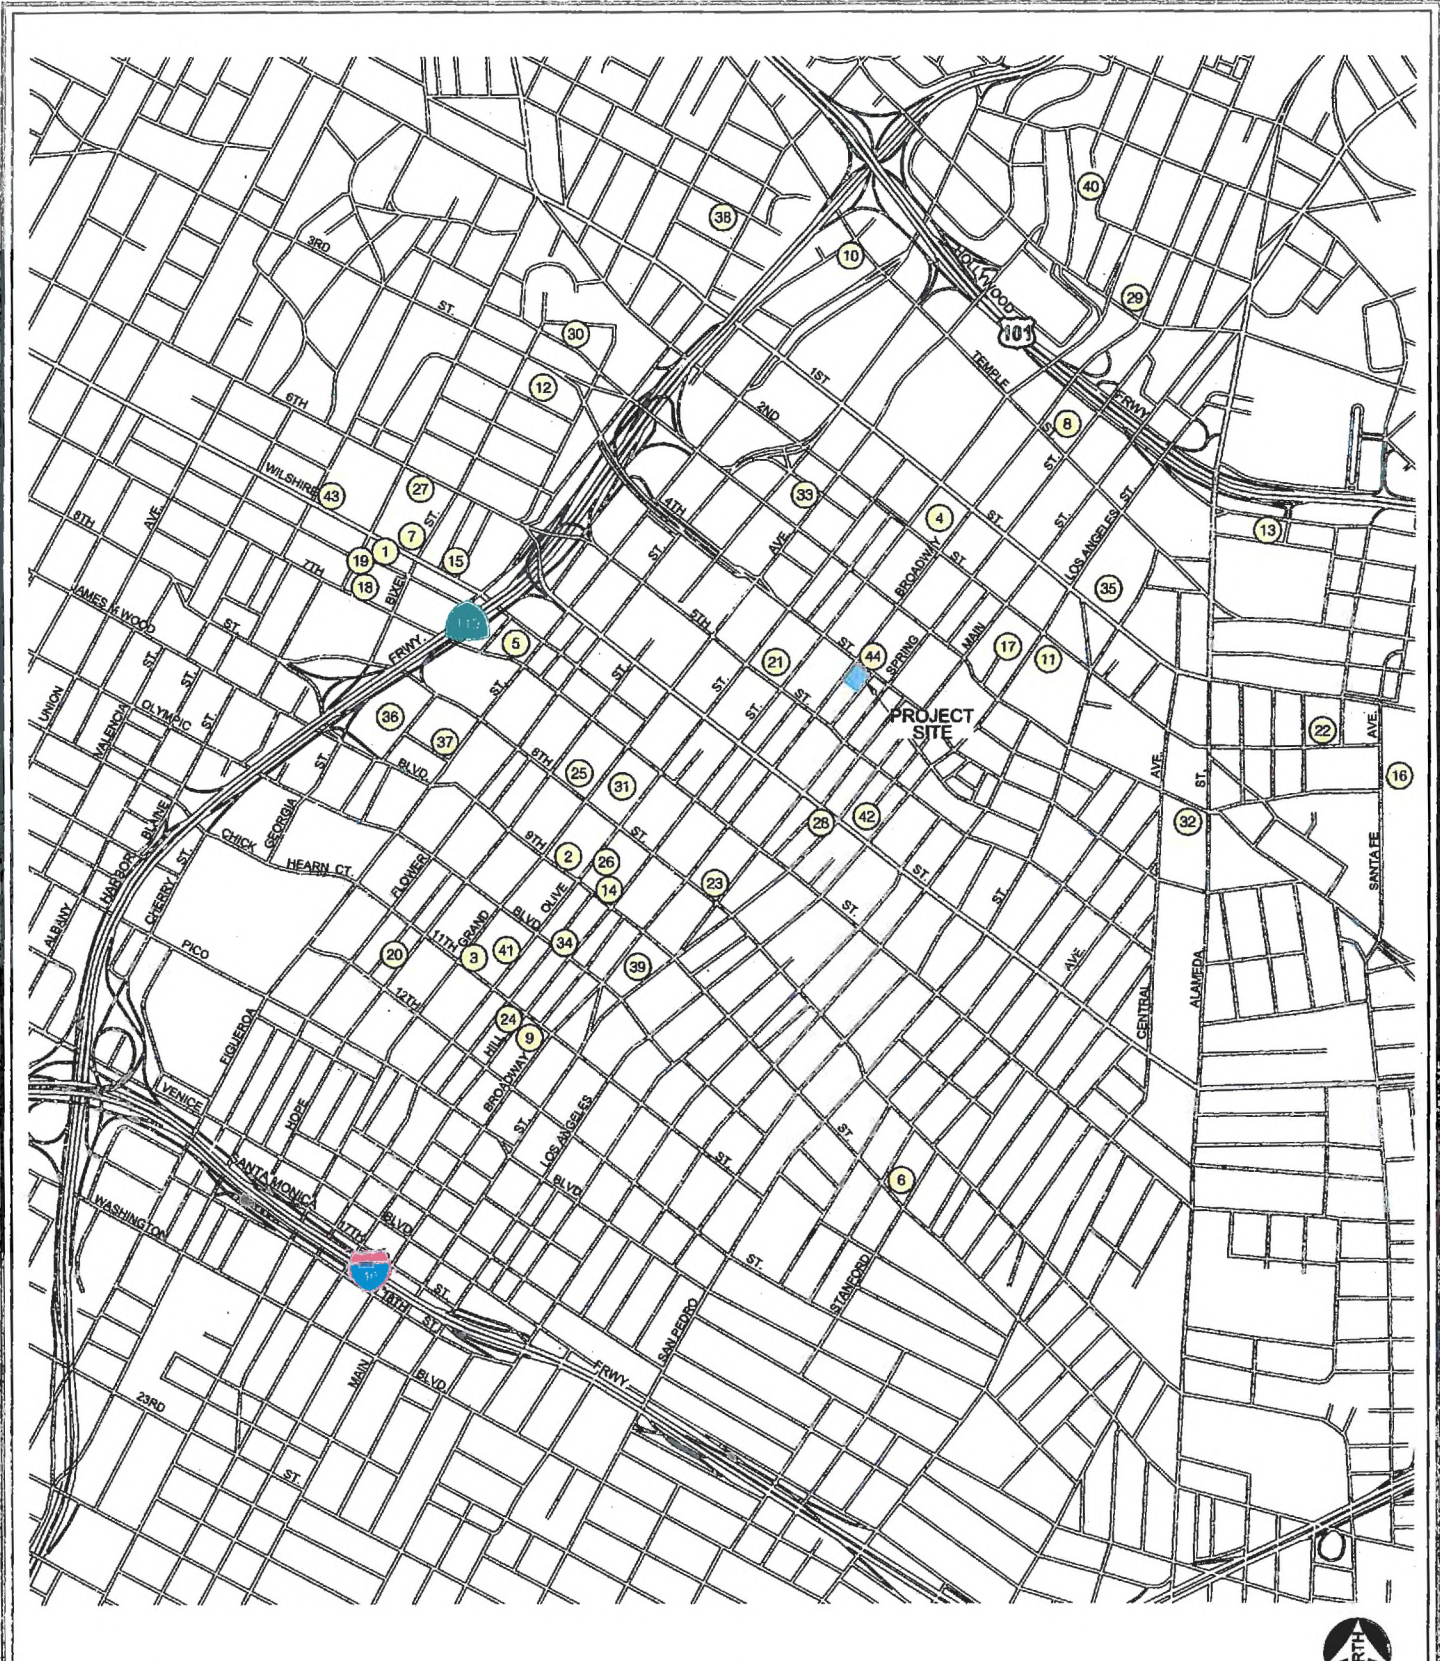 40
38
3RD
10
HOLLYWOOD
29
ST.
30
101
TEMPLE
1ST
12
FRWY
6TH
2ND
8
ST.
ST.
WILSHIRE
43
27
33
4TH
ST.
8TH
AVE.
ST.
4
ST.
ST.
13
7
AVE.
BROADWAY
ST.
LOS ANGELES
19
1
15
ST.
7TH
18
BIXEL
35
JAMES M. WOOD
5TH
110
ST.
FRWY.
5
ST.
44
SPRING
MAIN
17
11
21
ST.
ST.
ST.
ST.
ST.
ST.
UNION
VALENCIA
OLYMPIC
ST.
36
ST.
PROJECT
SITE
22
AVE.
37
6TH
ST.
BLVD.
25
31
AVE.
ST.
16
BLAINE
GEORGIA
28
42
32
CHICK
HEARN CT.
9TH
ST.
HARBOR
2
26
ST.
SANTA FE
CHERRY
ST.
FLOWER
14
23
ST.
ST.
ALBANY
OLIVE
BLVD
PICO
11TH
GRAND
41
34
20
3
39
AVE.
ALAMEDA
12TH
CENTRAL
FIGUEROA
24
HILL
9
BROADWAY
VENICE
HOPE
ST.
LOS ANGELES
ST.
SANTA MONICA
ST.
BLVD
6
WASHINGTON
17TH
BLVD
10
18TH
ST.
ST.
ST.
STANFORD
SAN PEDRO
MAIN
BLVD.
FRWY
23RD
ST.